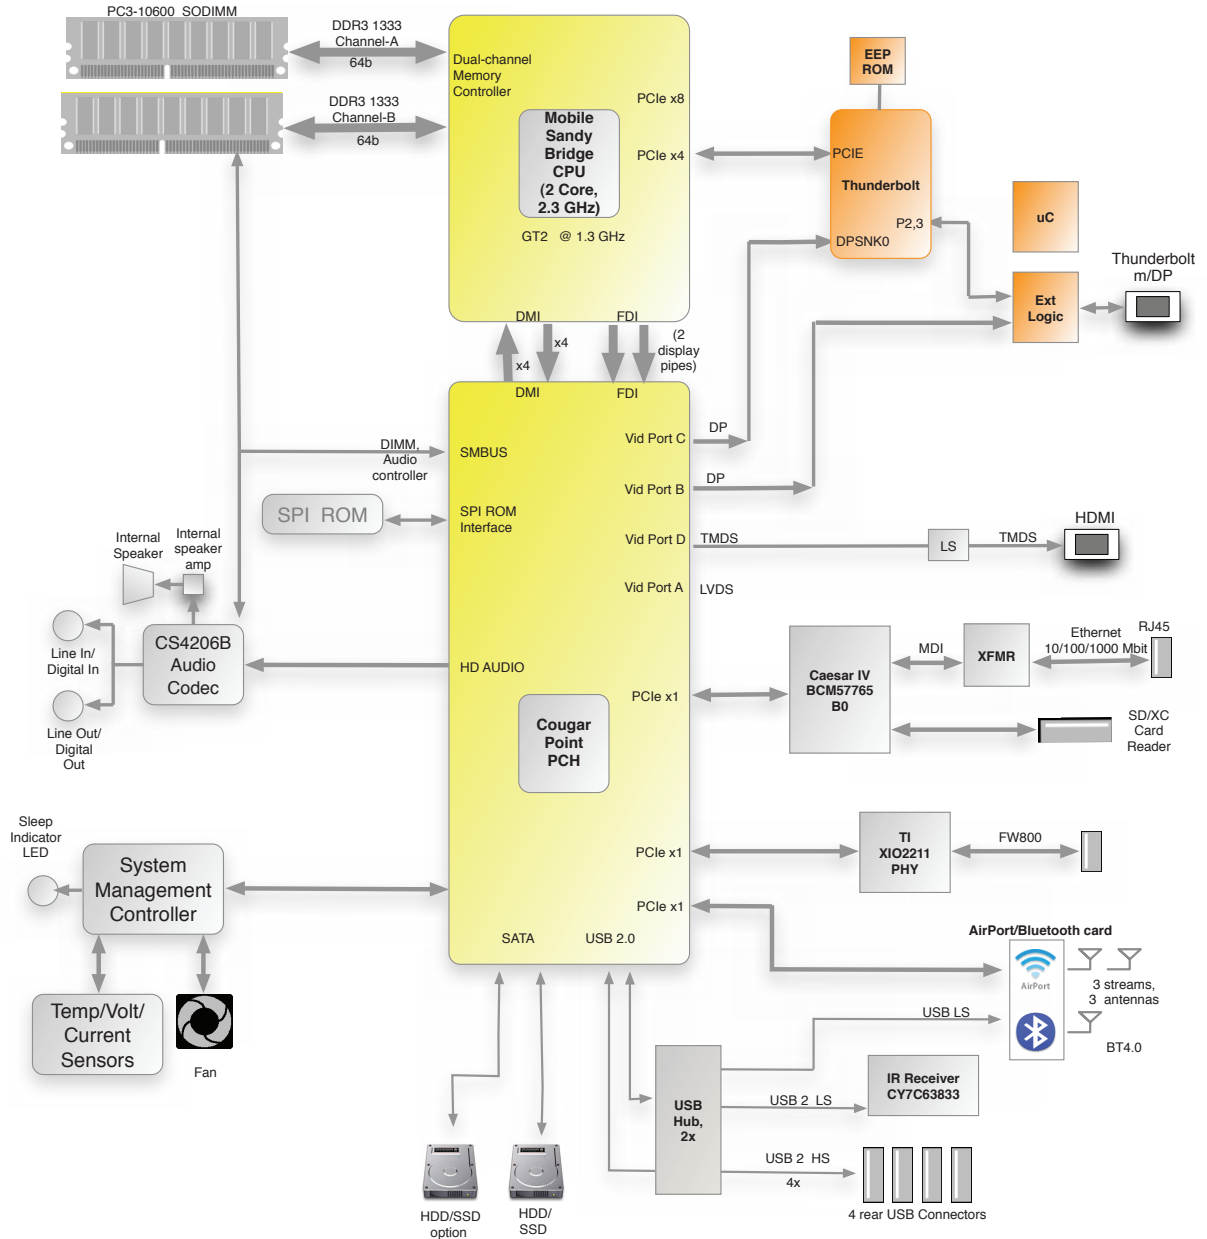 PC3-10600 SODIMM
DDR3 1333
Channel-A
64b
DDR3 1333
Channel-B
64b
Dual-channel
Memory
Controller
PCIe x8
Mobile
Sandy
Bridge
CPU
(2 Core,
2.3 GHz)
PCIe x4
GT2 @ 1.3 GHz
EEP
ROM
PCIE
Thunderbolt
P2,3
DPSNK0
uC
Thunderbolt
m/DP
Ext
Logic
DMI
FDI
x4
x4
(2
display
pipes)
DMI
FDI
DIMM,
Audio
controller
SMBUS
Vid Port C
DP
SPI ROM
SPI ROM
Interface
Vid Port B
DP
Vid Port D
TMDS
LS
TMDS
HDMI
Vid Port A
LVDS
Internal
Speaker
Internal
speaker
amp
CS4206B
Audio
Codec
Line In/
Digital In
Line Out/
Digital
Out
HD AUDIO
PCIe x1
Cougar
Point
PCH
Caesar IV
BCM57765
B0
MDI
XFMR
Ethernet
10/100/1000 Mbit
RJ45
SD/XC
Card
Reader
Sleep
Indicator
LED
System
Management
Controller
Temp/Volt/
Current
Sensors
Fan
PCIe x1
TI
XIO2211
PHY
FW800
PCIe x1
AirPort/Bluetooth card
AirPort
3 streams,
3 antennas
BT4.0
SATA
USB 2.0
USB LS
USB
Hub,
2x
USB 2 LS
IR Receiver
CY7C63833
USB 2 HS
4x
4 rear USB Connectors
HDD/SSD
option
HDD/
SSD